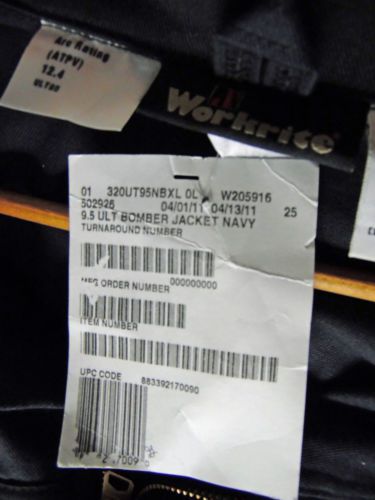 Arc Rating
(ATPV)
12.4
Workrite
01 320UT95NBXL 0L W205916
502926 04/01/11 04/13/11 25
9.5 ULT BOMBER JACKET NAVY
TURNAROUND NUMBER
MFG ORDER NUMBER 000000000
ITEM NUMBER
UPC CODE 883392170090